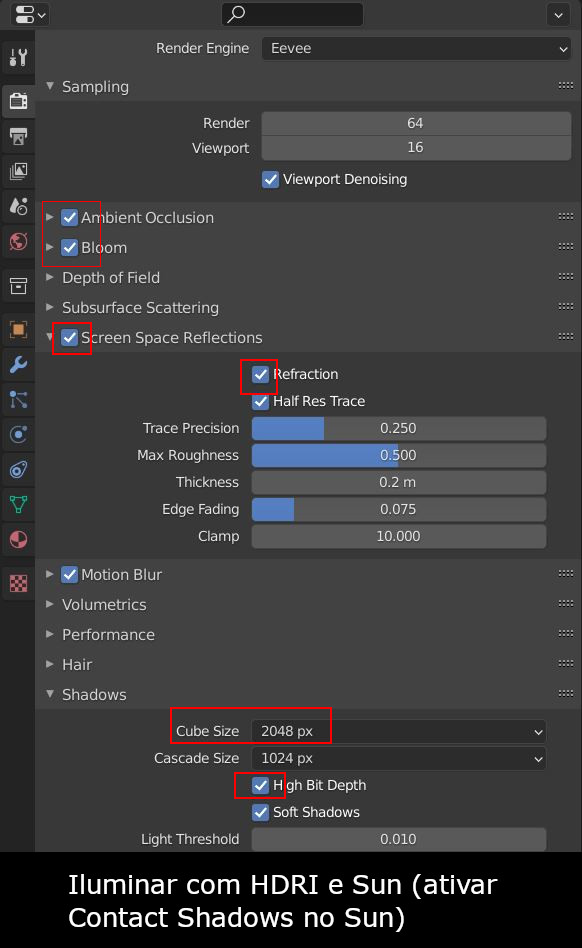 Render Engine Eevee
Sampling
Render 64
Viewport 16
Viewport Denoising
Ambient Occlusion
Bloom
Depth of Field
Subsurface Scattering
Screen Space Reflections
Refraction
Half Res Trace
Trace Precision 0.250
Max Roughness 0.500
Thickness 0.2 m
Edge Fading 0.075
Clamp 10.000
Motion Blur
Volumetrics
Performance
Hair
Shadows
Cube Size 2048 px
Cascade Size 1024 px
High Bit Depth
Soft Shadows
Light Threshold 0.010
Iluminar com HDRI e Sun (ativar
Contact Shadows no Sun)